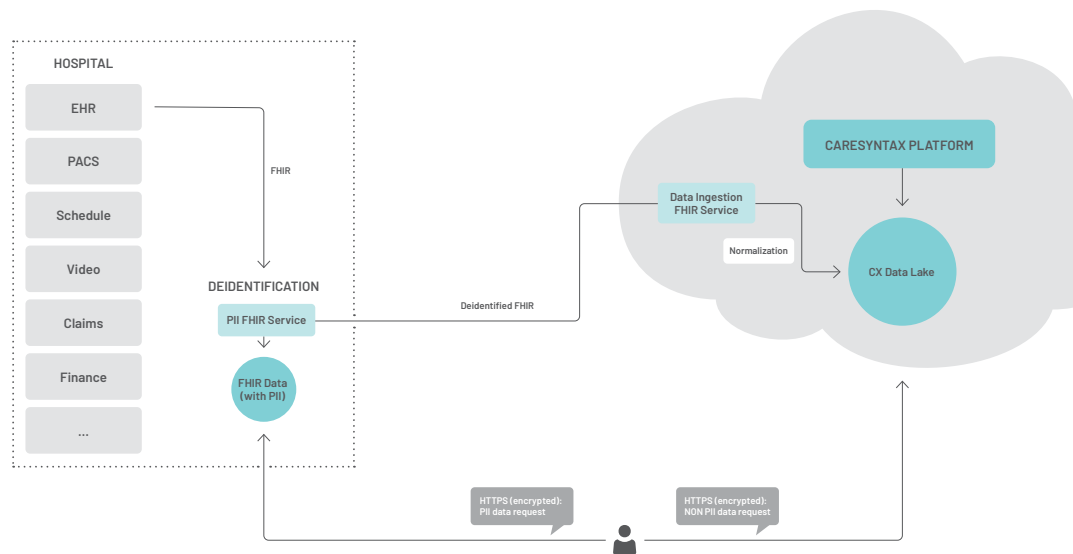 HOSPITAL
EHR
PACS
Schedule
Video
Claims
Finance
...
FHIR
DEIDENTIFICATION
PII FHIR Service
FHIR Data
(with PII)
Deidentified FHIR
Data Ingestion
FHIR Service
Normalization
CARESYNTAX PLATFORM
CX Data Lake
HTTPS (encrypted):
PII data request
HTTPS (encrypted):
NON PII data request